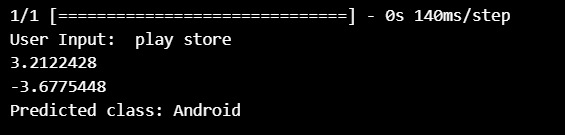 1/1 [==============================] - 0s 140ms/step
User Input:  play store
3.2122428
-3.6775448
Predicted class: Android